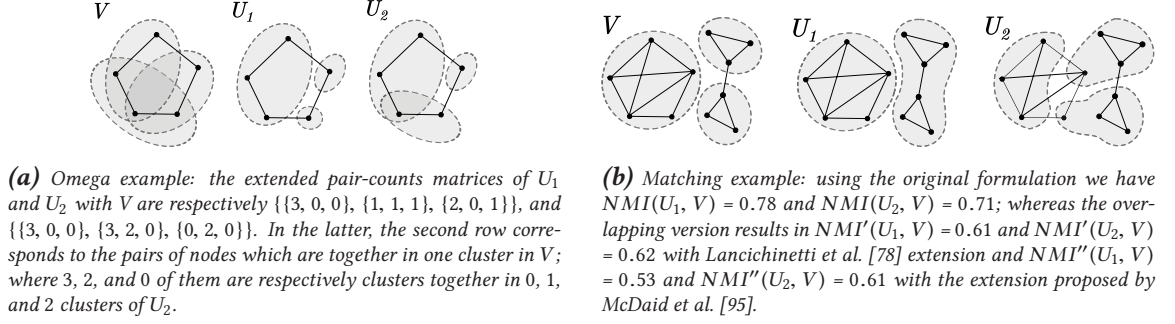 V U1 U2
V U1 U2
(a) Omega example: the extended pair-counts matrices of U1
and U2 with V are respectively {{3, 0, 0}, {1, 1, 1}, {2, 0, 1}}, and
{{3, 0, 0}, {3, 2, 0}, {0, 2, 0}}. In the latter, the second row corre-
sponds to the pairs of nodes which are together in one cluster in V;
where 3, 2, and 0 of them are respectively clusters together in 0, 1,
and 2 clusters of U2.
(b) Matching example: using the original formulation we have
NMI(U1, V) = 0.78 and NMI(U2, V) = 0.71; whereas the over-
lapping version results in NMI′(U1, V) = 0.61 and NMI′(U2, V)
= 0.62 with Lancichinetti et al. [78] extension and NMI′′(U1, V)
= 0.53 and NMI′′(U2, V) = 0.61 with the extension proposed by
McDaid et al. [95].